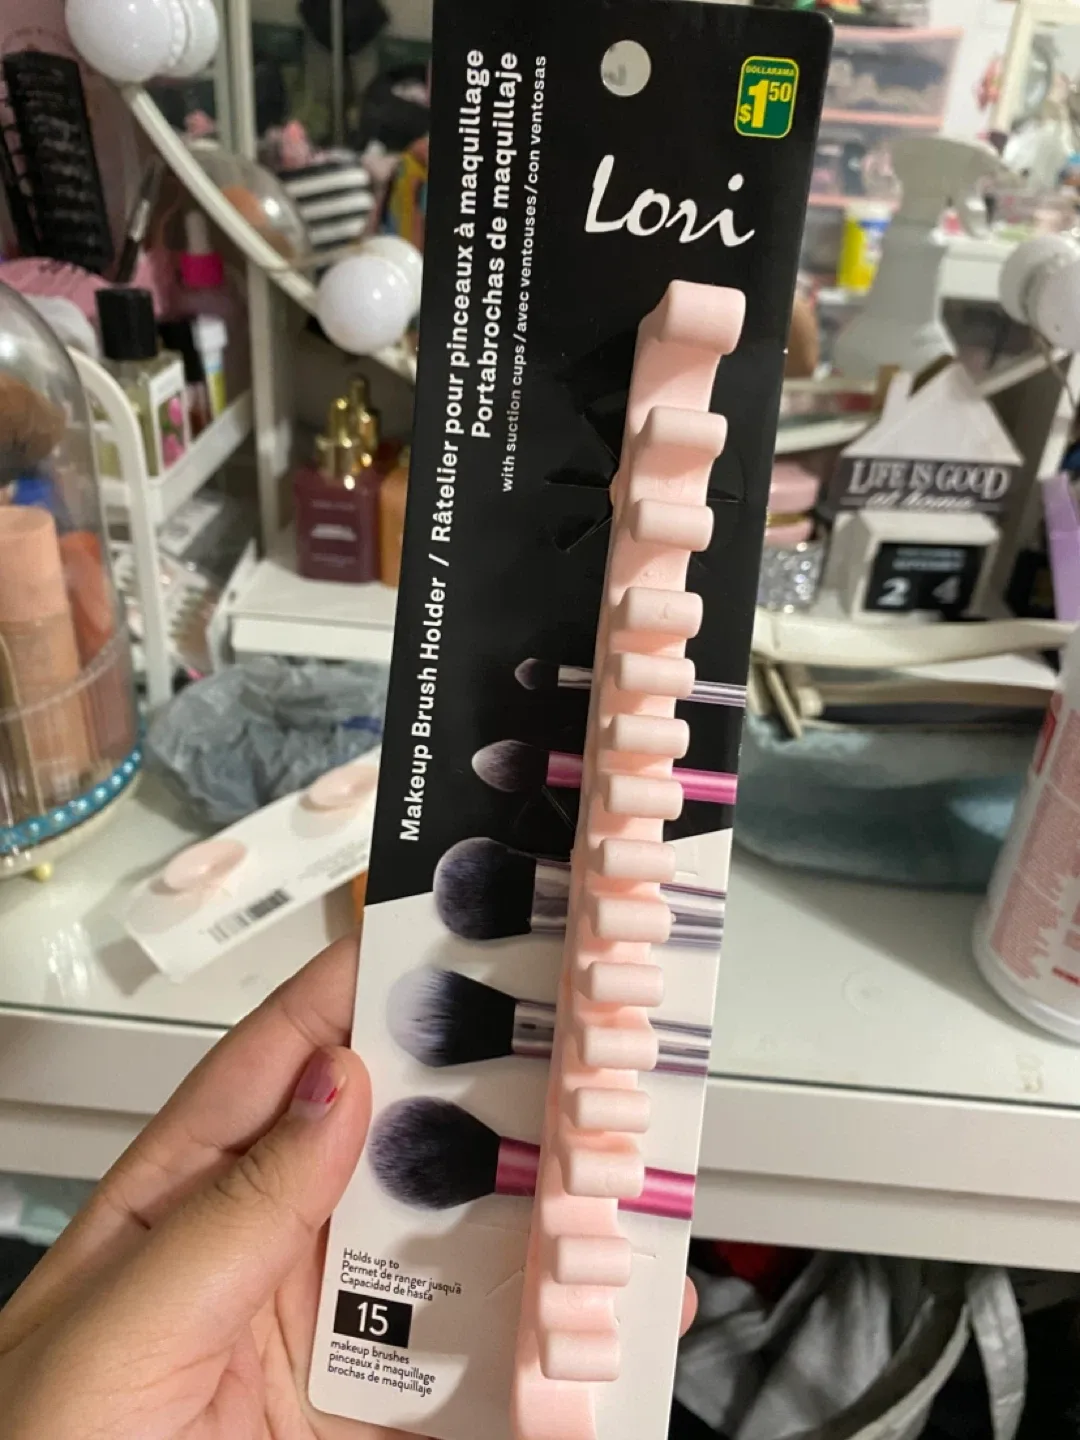 DOLLARAMA
$1.50
Lori
Makeup Brush Holder / Râtelier pour pinceaux à maquillage
Portabrochas de maquillaje
with suction cups/avec ventouses/con ventosas
Holds up to
Permet de ranger jusqu'à
Capacidad de hasta
15
makeup brushes
pinceaux à maquillage
brochas de maquillaje
LIFE IS GOOD
at home
2 4